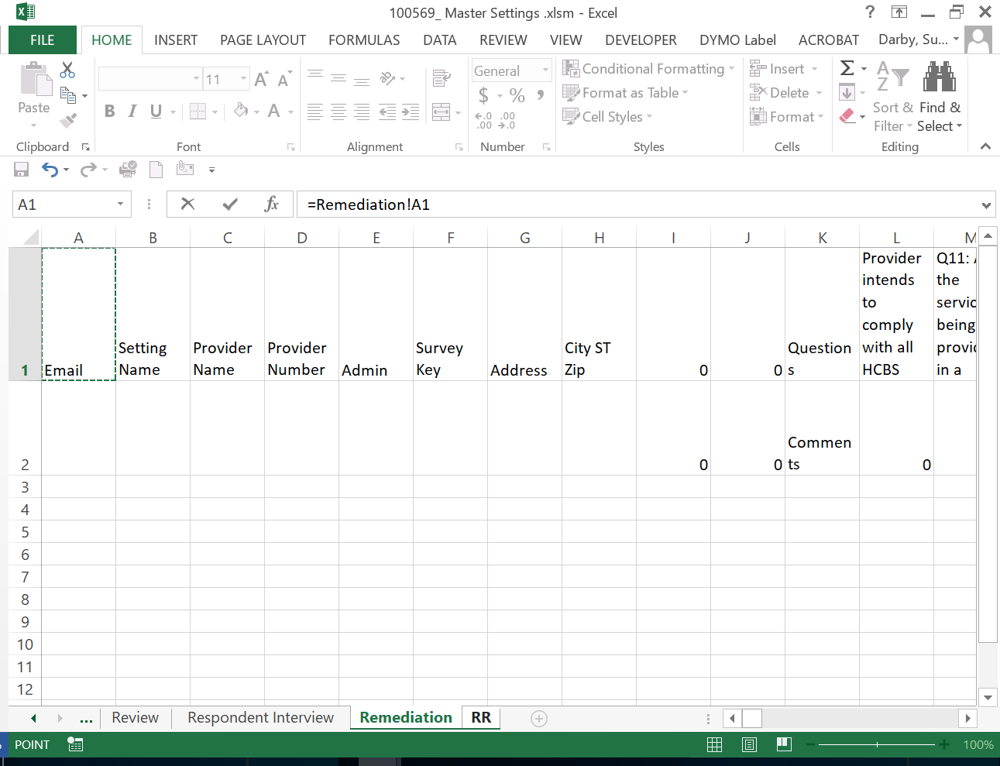 100569_ Master Settings .xlsm - Excel
?
FILE HOME INSERT PAGE LAYOUT FORMULAS DATA REVIEW VIEW DEVELOPER DYMO Label ACROBAT Darby, Su...
Paste
Clipboard
11 A A
B I U A
Font
Alignment
General
$ % ,
←.0 .00
.00 →.0
Number
Conditional Formatting
Format as Table
Cell Styles
Styles
Insert
Delete
Format
Cells
Σ
A
Z
Sort &
Filter
Find &
Select
Editing
A1 fx =Remediation!A1
A B C D E F G H I J K L M
1 Email Setting Name Provider Name Provider Number Admin Survey Key Address City ST Zip 0 0 Questions Provider intends to comply with all HCBS Q11: the servic being provi in a
2 0 0 Comments 0
3
4
5
6
7
8
9
10
11
12
... Review Respondent Interview Remediation RR
POINT 100%